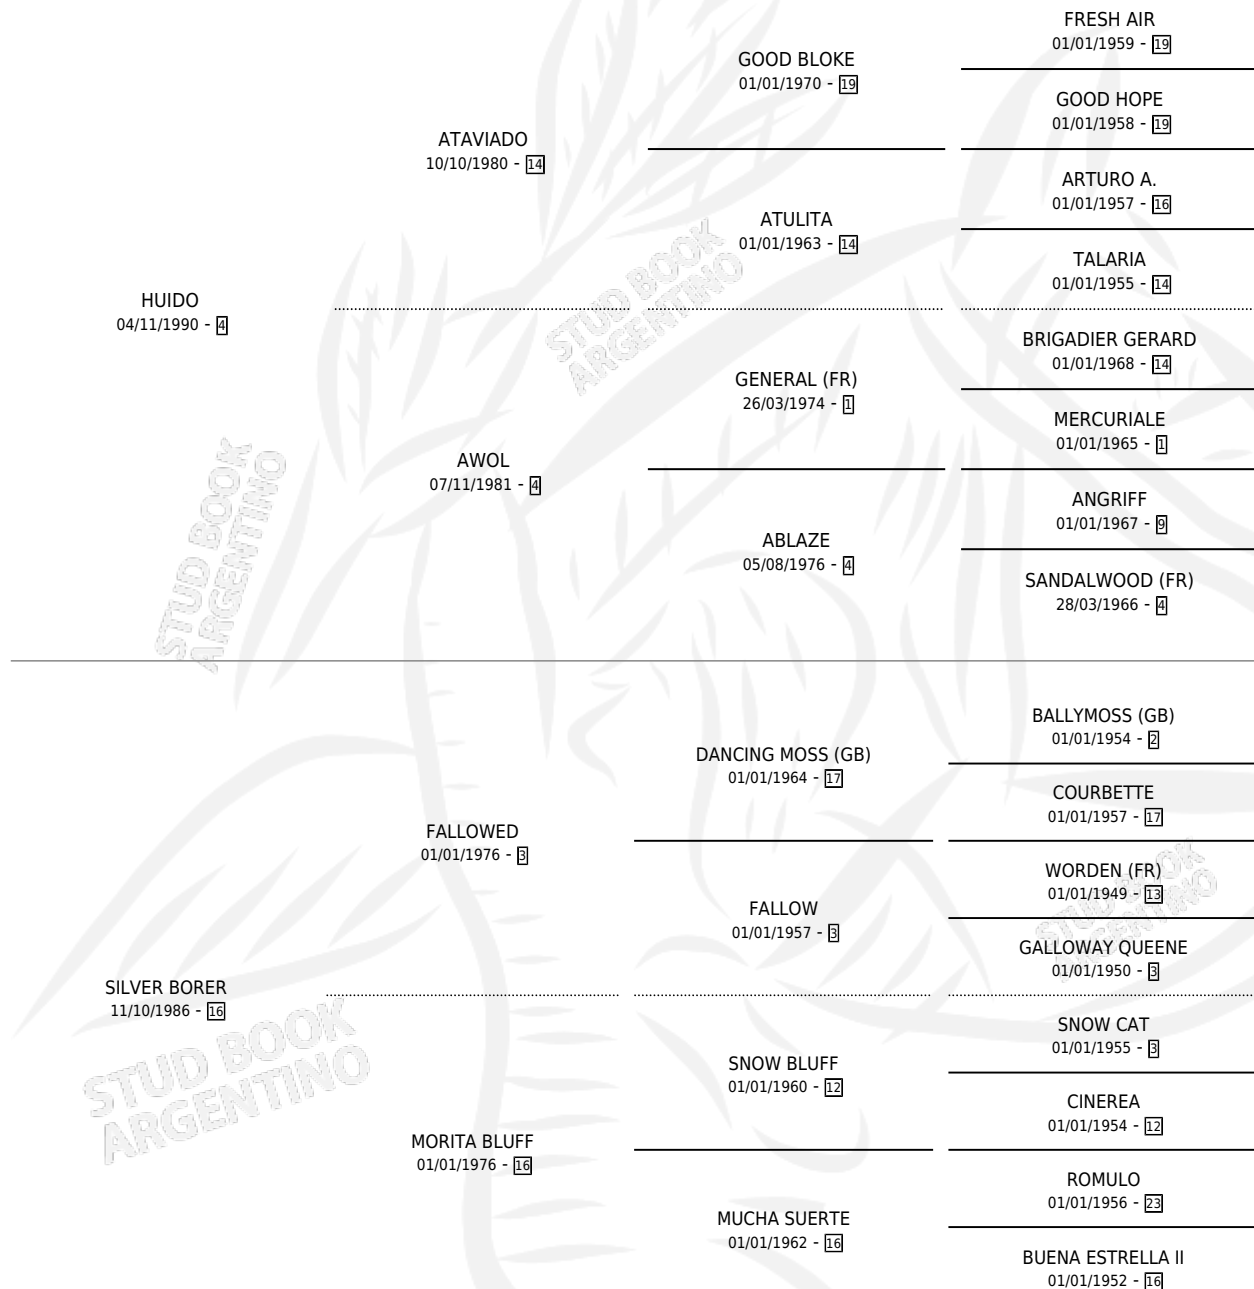 FRESH AIR
01/01/1959 - 19
GOOD BLOKE
01/01/1970 - 19
GOOD HOPE
01/01/1958 - 19
ATAVIADO
10/10/1980 - 14
ARTURO A.
01/01/1957 - 16
ATULITA
01/01/1963 - 14
TALARIA
01/01/1955 - 14
HUIDO
04/11/1990 - 4
BRIGADIER GERARD
01/01/1968 - 14
GENERAL (FR)
26/03/1974 - 1
MERCURIALE
01/01/1965 - 1
AWOL
07/11/1981 - 4
ANGRIFF
01/01/1967 - 9
ABLAZE
05/08/1976 - 4
SANDALWOOD (FR)
28/03/1966 - 4
STUD BOOK
ARGENTINO
STUD BOOK
ARGENTINO
BALLYMOSS (GB)
01/01/1954 - 2
DANCING MOSS (GB)
01/01/1964 - 17
COURBETTE
01/01/1957 - 17
FALLOWED
01/01/1976 - 3
WORDEN (FR)
01/01/1949 - 13
FALLOW
01/01/1957 - 3
GALLOWAY QUEENE
01/01/1950 - 3
STUD BOOK
ARGENTINO
SILVER BORER
11/10/1986 - 16
SNOW CAT
01/01/1955 - 3
SNOW BLUFF
01/01/1960 - 12
CINEREA
01/01/1954 - 12
STUD BOOK
ARGENTINO
MORITA BLUFF
01/01/1976 - 16
ROMULO
01/01/1956 - 23
MUCHA SUERTE
01/01/1962 - 16
BUENA ESTRELLA II
01/01/1952 - 16